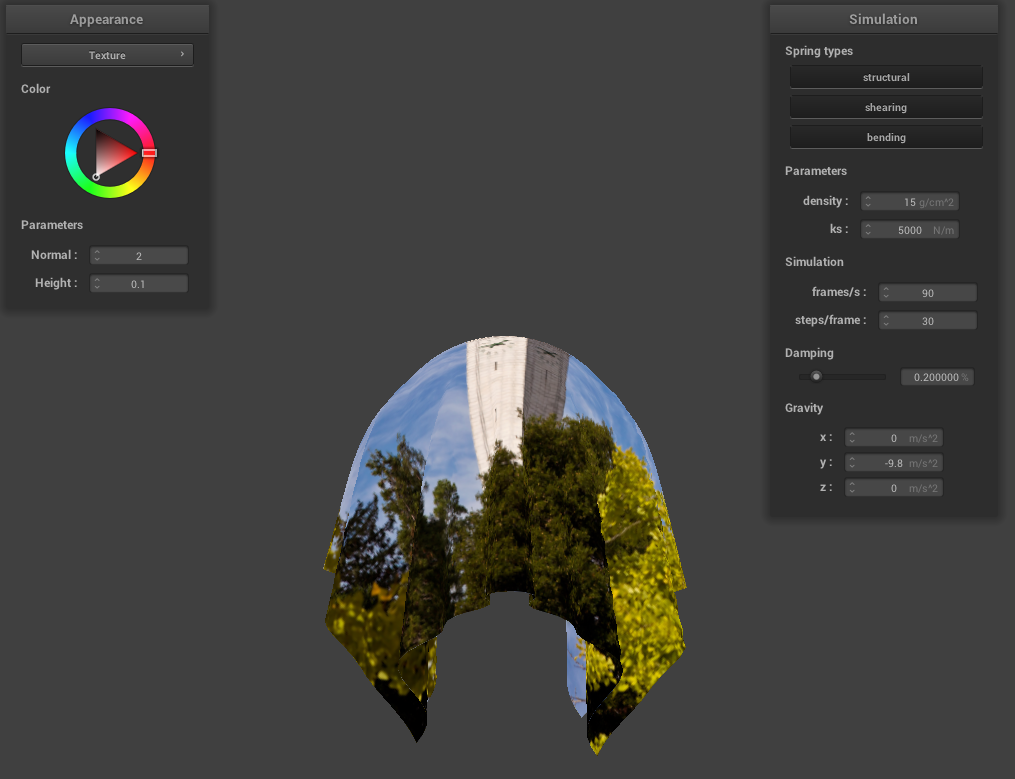 Appearance
Texture
Color
Parameters
Normal : 2
Height : 0.1
Simulation
Spring types
structural
shearing
bending
Parameters
density : 15 g/cm^2
ks : 5000 N/m
Simulation
frames/s : 90
steps/frame : 30
Damping
0.200000 %
Gravity
x : 0 m/s^2
y : -9.8 m/s^2
z : 0 m/s^2